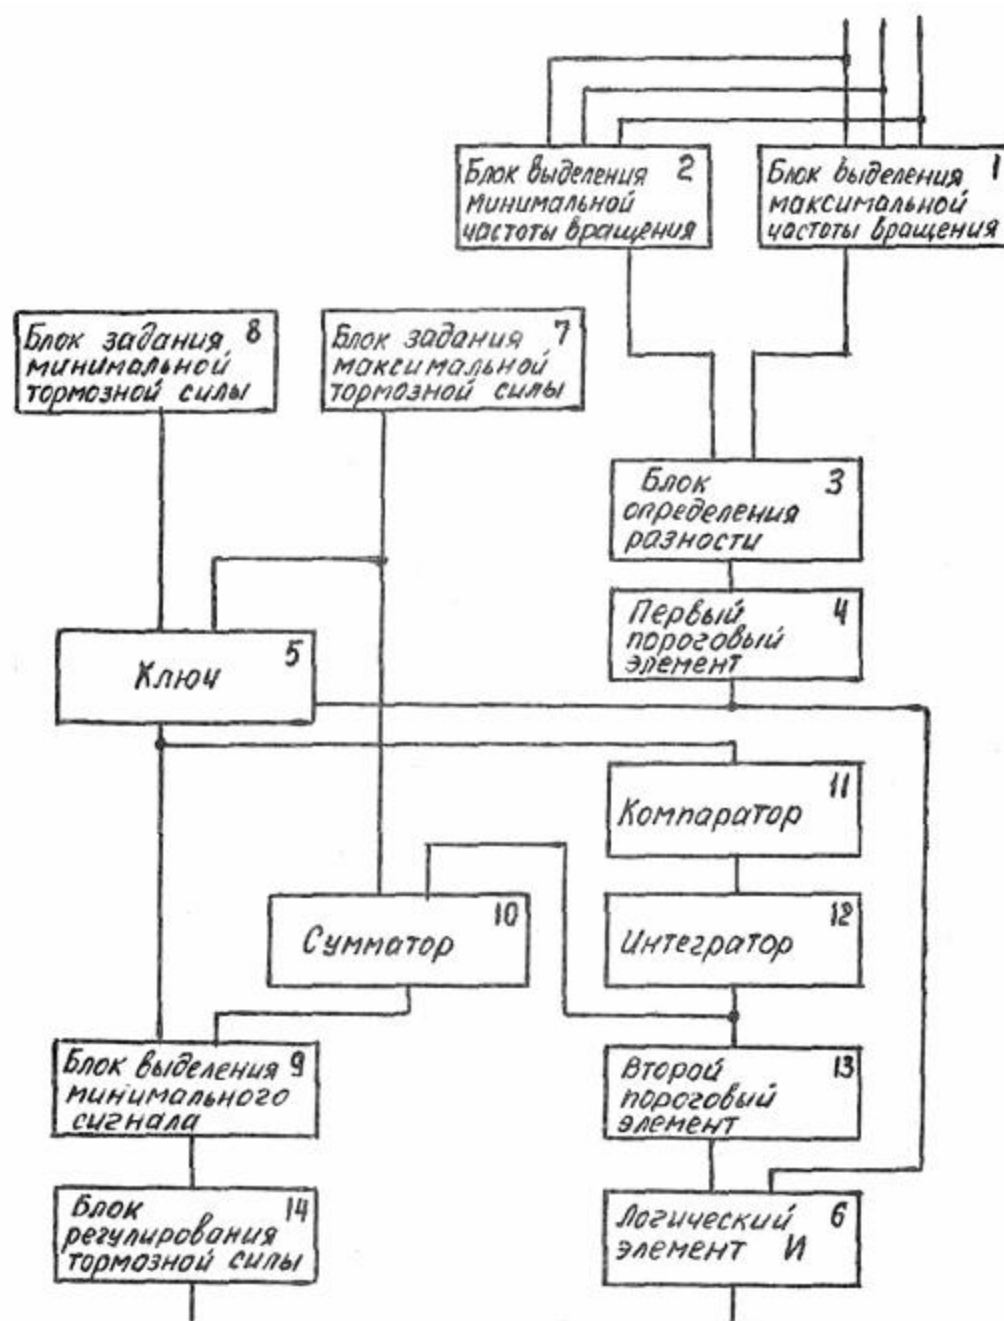 Блок выделения 2
минимальной
частоты вращения
Блок выделения 1
максимальной
частоты вращения
Блок задания 8
минимальной
тормозной силы
Блок задания 7
максимальной
тормозной силы
Блок 3
определения
разности
Первый 4
пороговый
элемент
Ключ 5
Компаратор 11
Сумматор 10
Интегратор 12
Блок выделения 9
минимального
сигнала
Второй 13
пороговый
элемент
Блок 14
регулирования
тормозной силы
Логический 6
элемент И